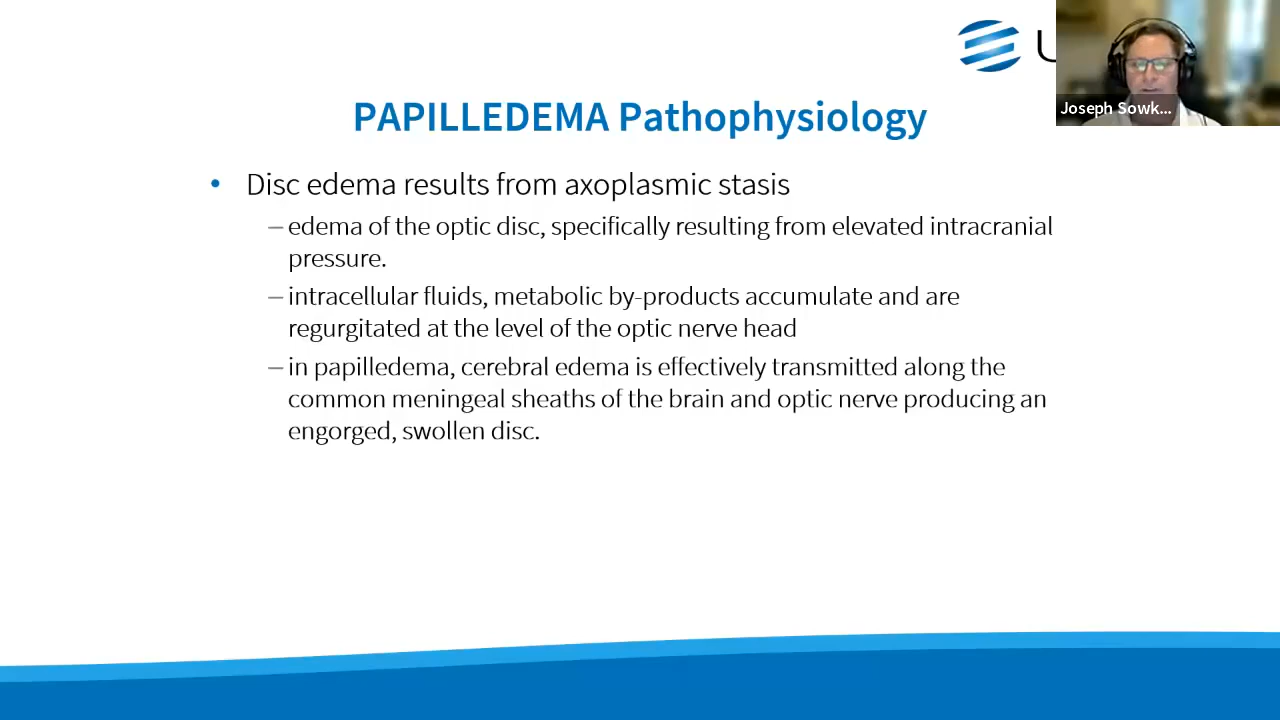 PAPILLEDEMA Pathophysiology
Joseph Sowk...
• Disc edema results from axoplasmic stasis
– edema of the optic disc, specifically resulting from elevated intracranial
pressure.
– intracellular fluids, metabolic by-products accumulate and are
regurgitated at the level of the optic nerve head
– in papilledema, cerebral edema is effectively transmitted along the
common meningeal sheaths of the brain and optic nerve producing an
engorged, swollen disc.